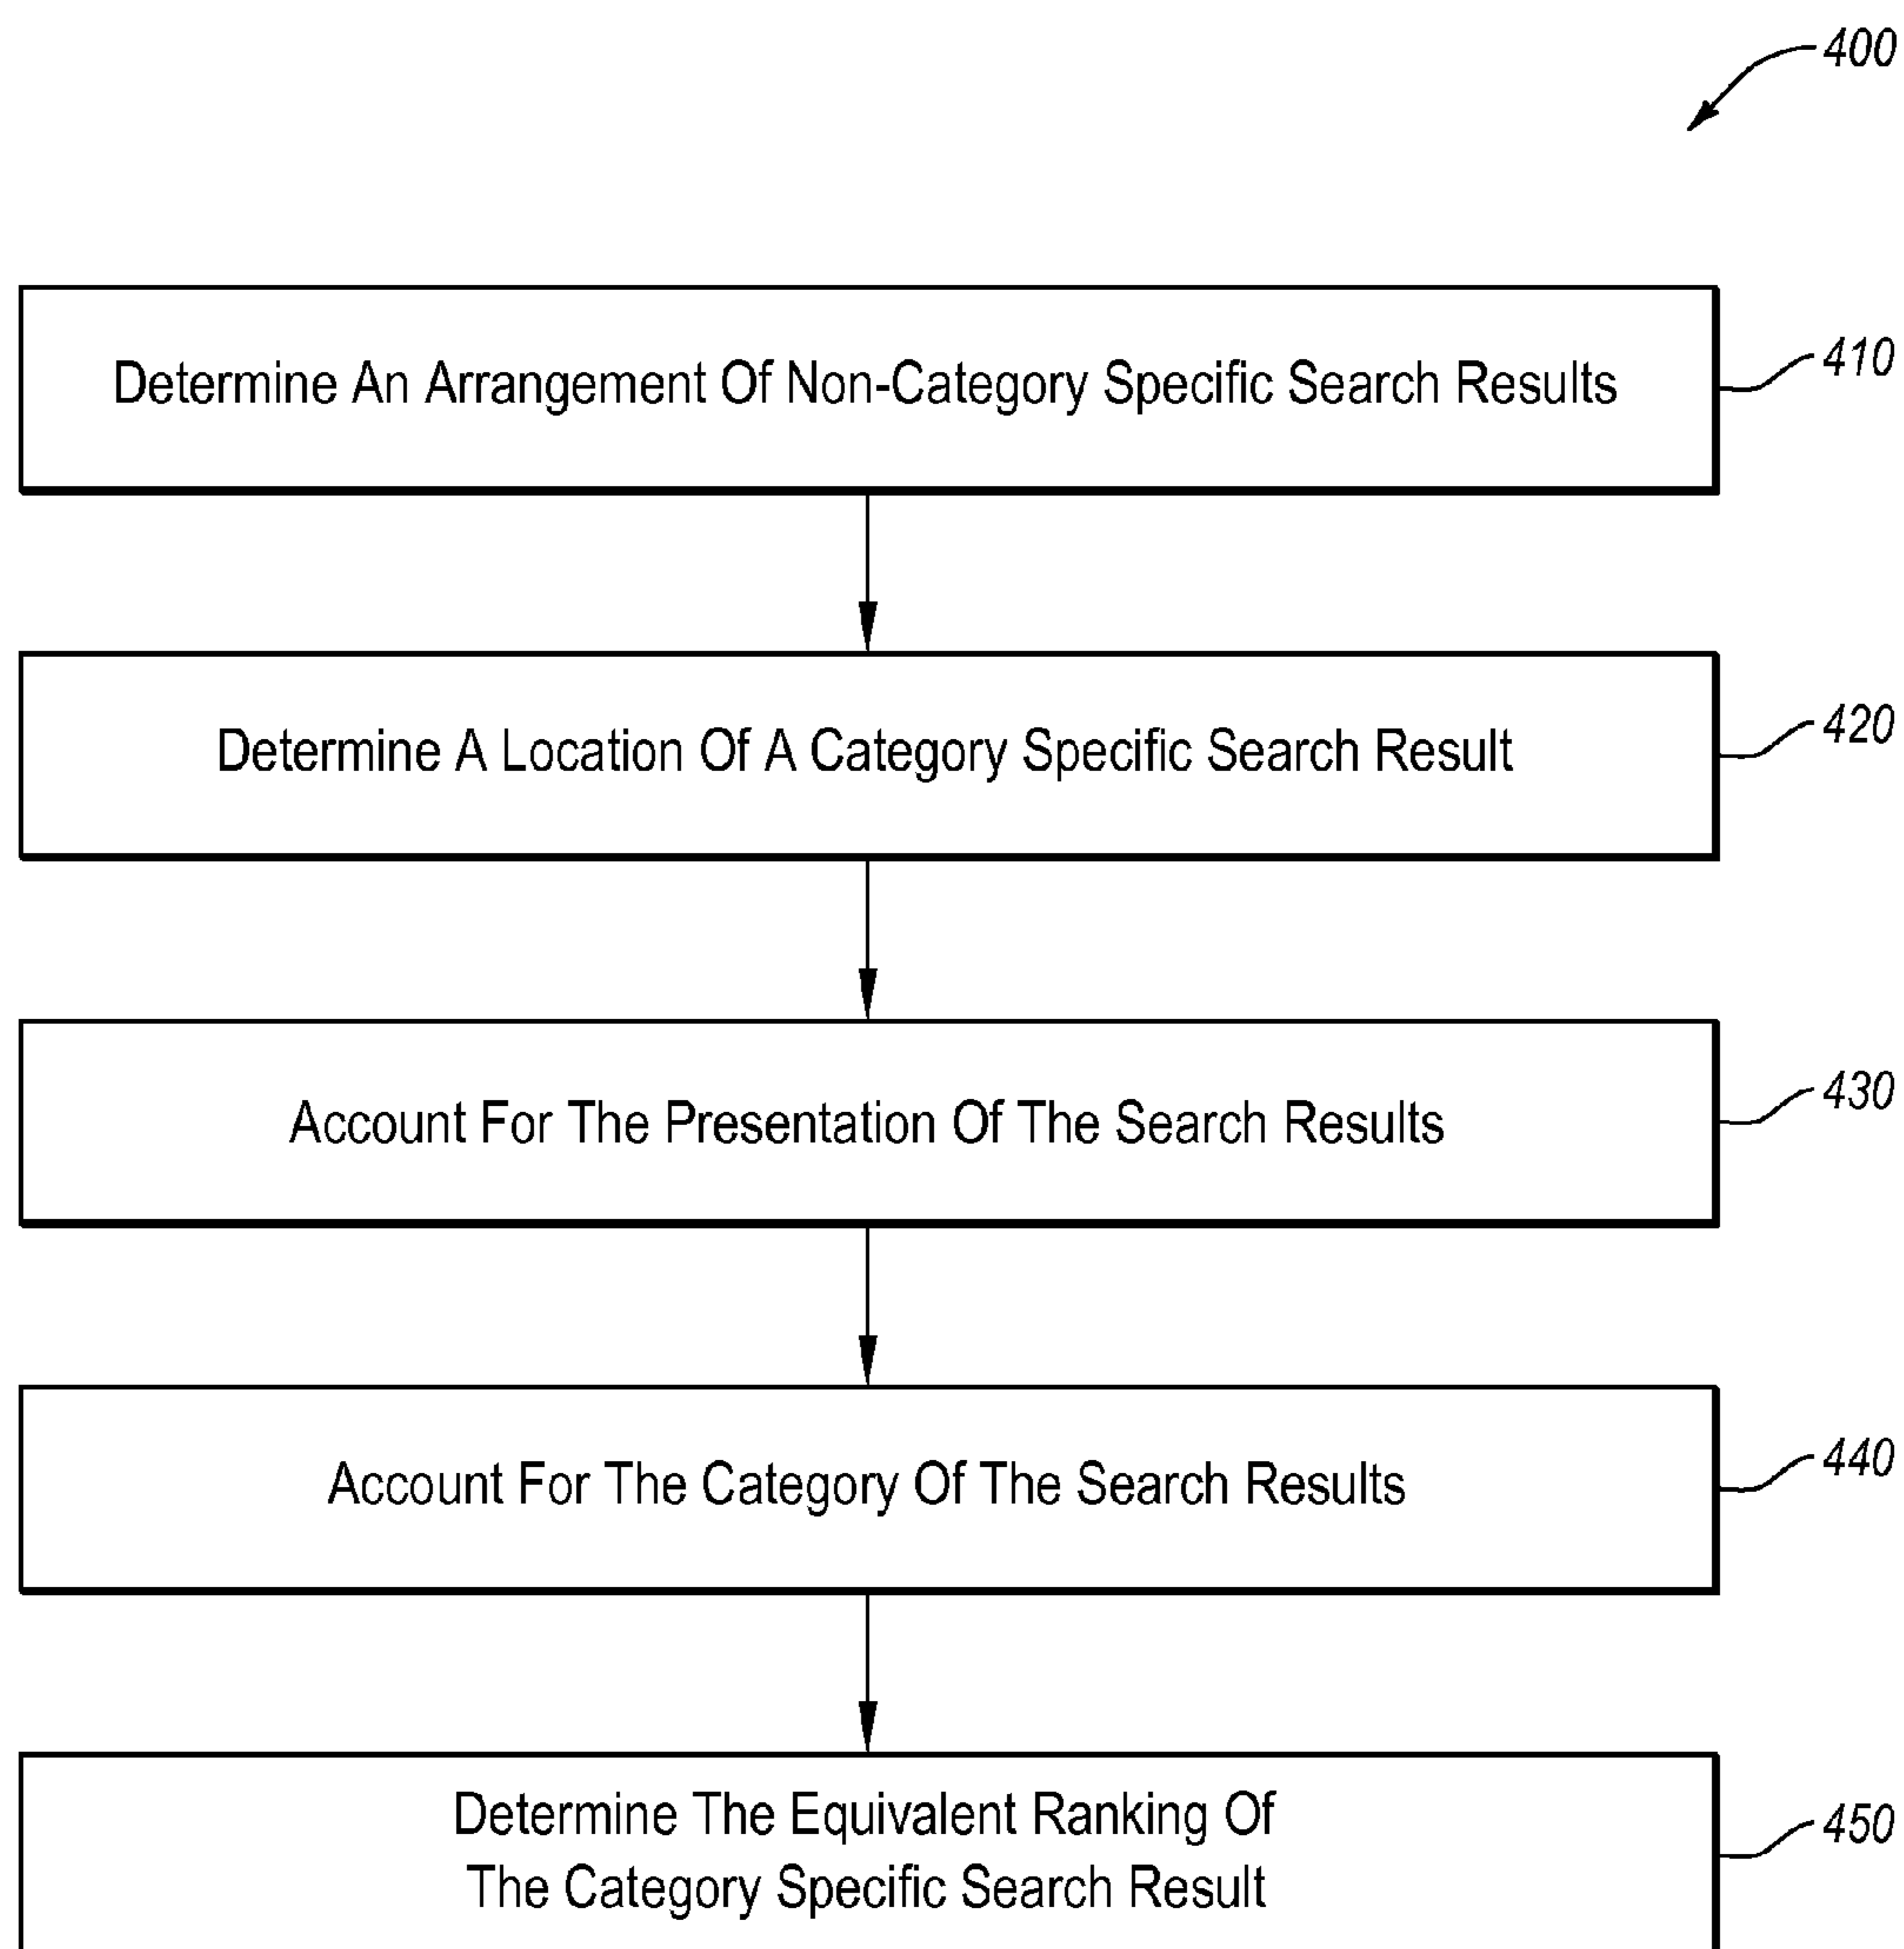 400
Determine An Arrangement Of Non-Category Specific Search Results
410
Determine A Location Of A Category Specific Search Result
420
Account For The Presentation Of The Search Results
430
Account For The Category Of The Search Results
440
Determine The Equivalent Ranking Of
The Category Specific Search Result
450